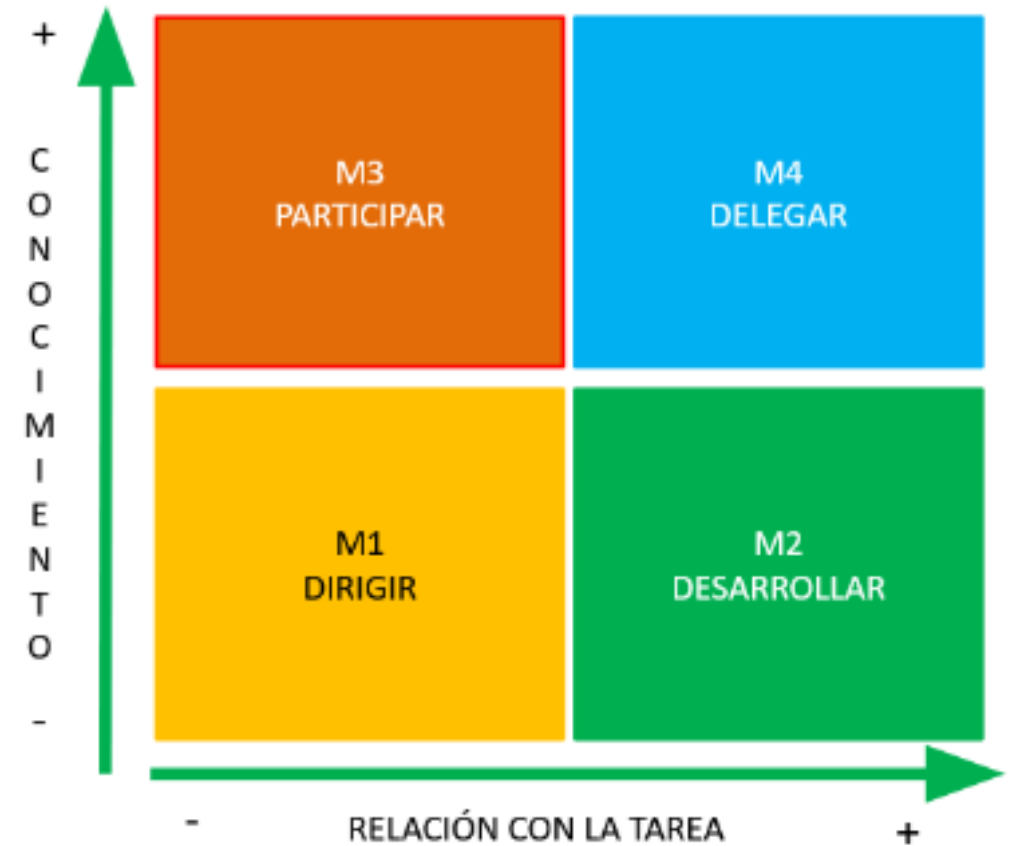 +
CONOCIMIENTO
-
M3
PARTICIPAR
M4
DELEGAR
M1
DIRIGIR
M2
DESARROLLAR
-
RELACIÓN CON LA TAREA
+